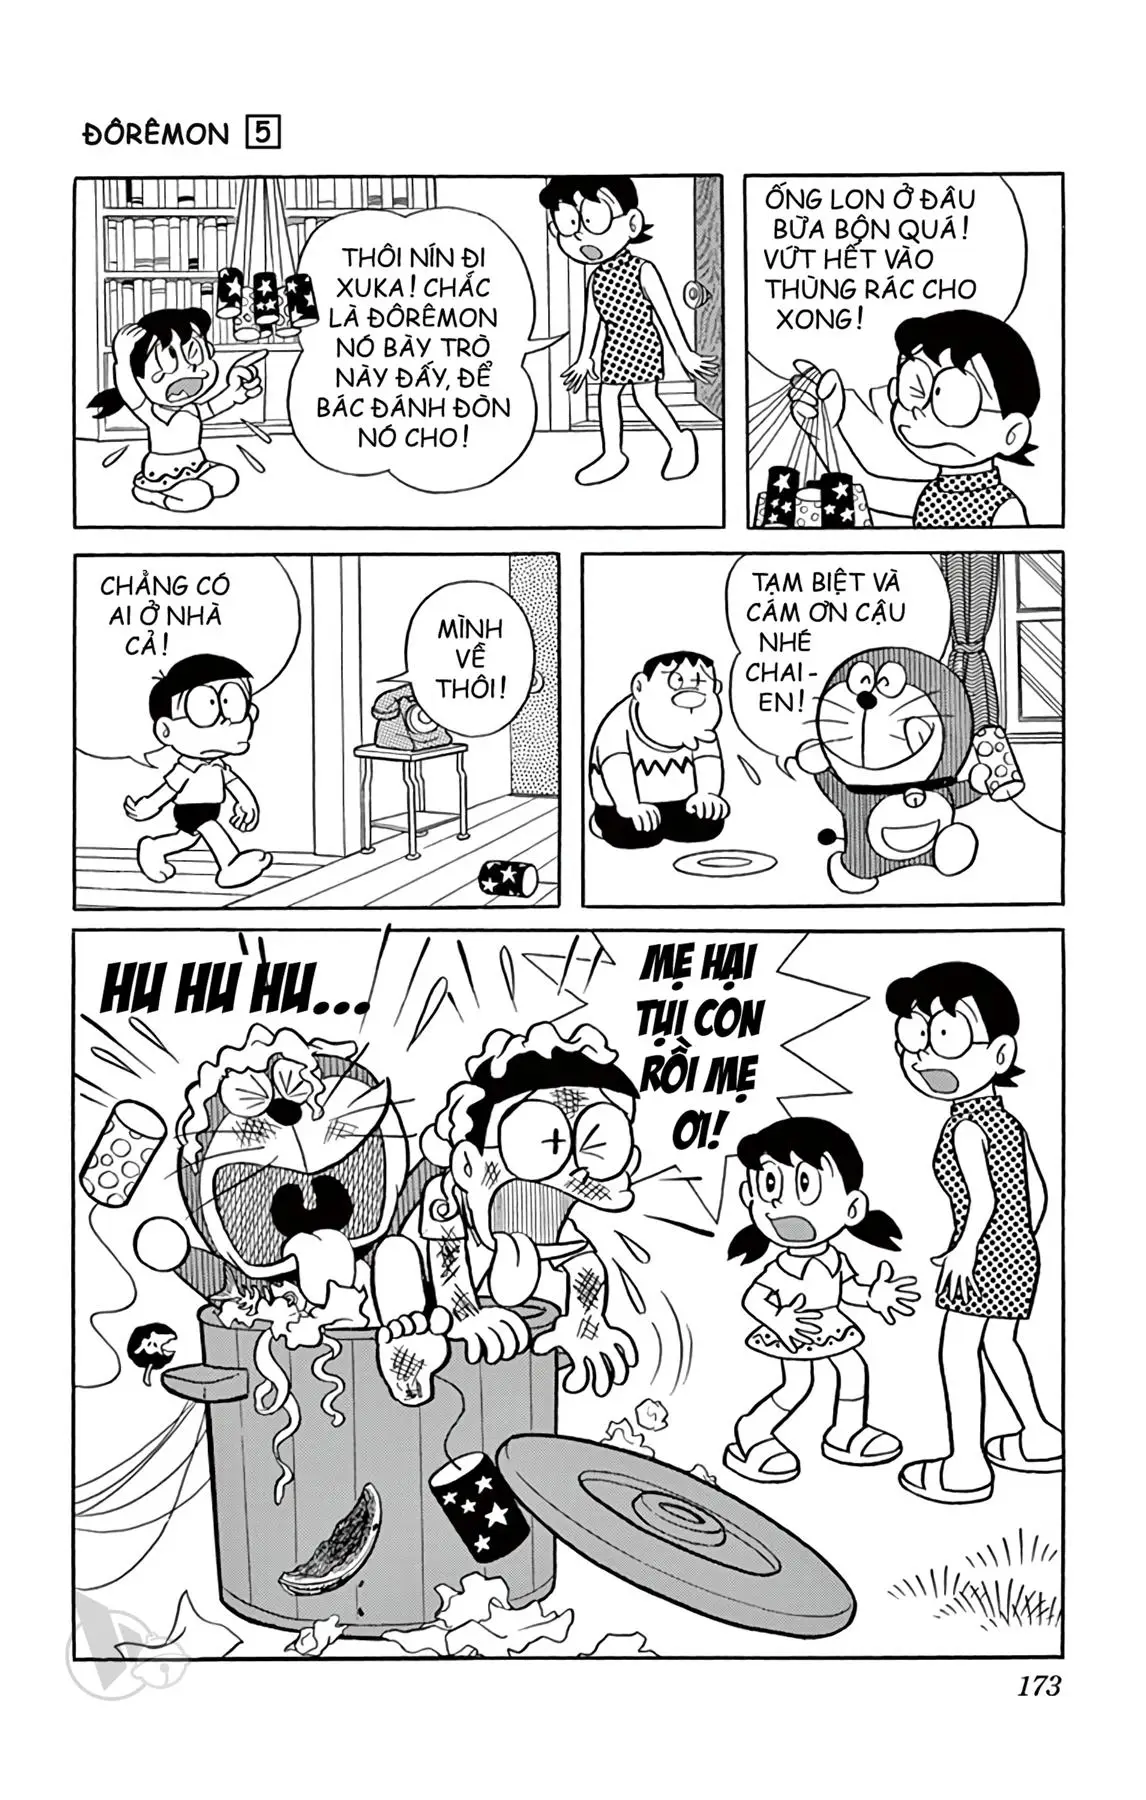 ĐÔRÊMON 5
THÔI NÍN ĐI
XUKA! CHẮC
LÀ ĐÔRÊMON
NÓ BÀY TRÒ
NÀY ĐẤY, ĐỂ
BÁC ĐÁNH ĐÒN
NÓ CHO!
ỐNG LON Ở ĐÂU
BỪA BỘN QUÁ!
VỨT HẾT VÀO
THÙNG RÁC CHO
XONG!
CHẲNG CÓ
AI Ở NHÀ
CẢ!
MÌNH
VỀ
THÔI!
TẠM BIỆT VÀ
CÁM ƠN CẬU
NHÉ
CHAI-
EN!
HU HU HU...
MẸ HẠI
TỤI CON
RỒI MẸ
ƠI!
173